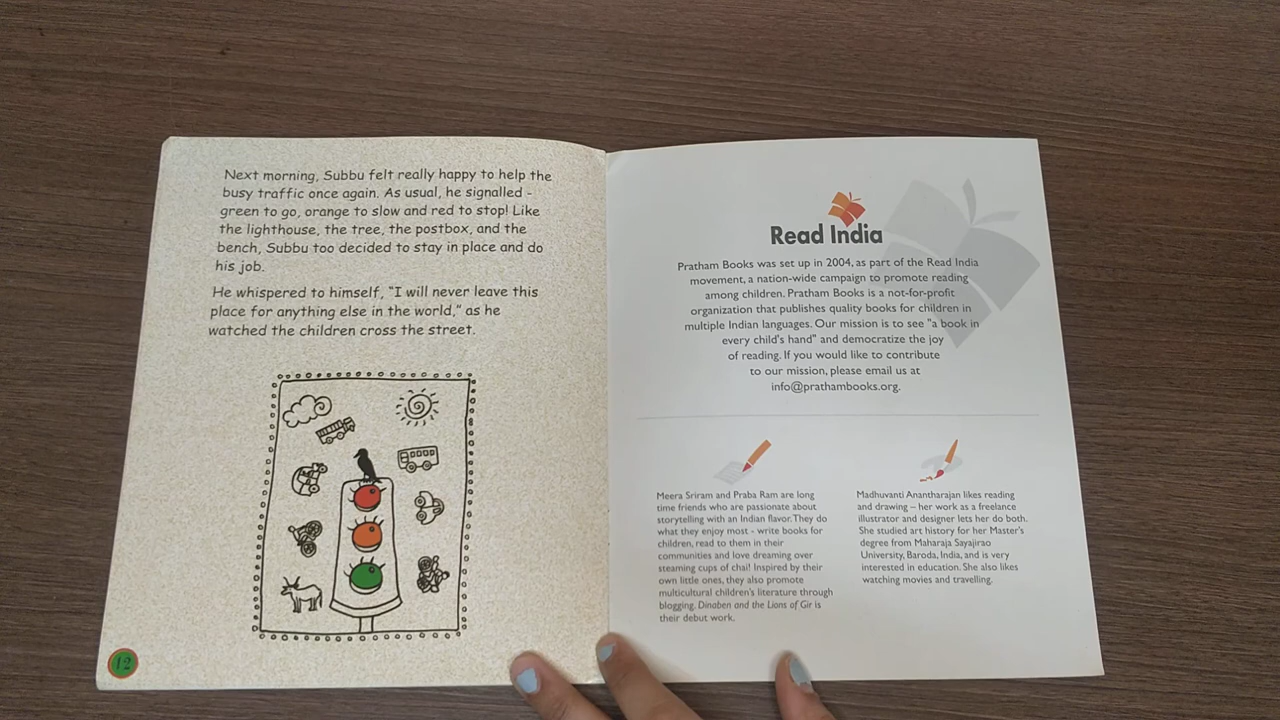 Next morning, Subbu felt really happy to help the
busy traffic once again. As usual, he signalled -
green to go, orange to slow and red to stop! Like
the lighthouse, the tree, the postbox, and the
bench, Subbu too decided to stay in place and do
his job.
He whispered to himself, "I will never leave this
place for anything else in the world," as he
watched the children cross the street.
12
Read India
Pratham Books was set up in 2004, as part of the Read India
movement, a nation-wide campaign to promote reading
among children. Pratham Books is a not-for-profit
organization that publishes quality books for children in
multiple Indian languages. Our mission is to see "a book in
every child's hand" and democratize the joy
of reading. If you would like to contribute
to our mission, please email us at
info@prathambooks.org.
Meera Sriram and Praba Ram are long
time friends who are passionate about
storytelling with an Indian flavor. They do
what they enjoy most - write books for
children, read to them in their
communities and love dreaming over
steaming cups of chai! Inspired by their
own little ones, they also promote
multicultural children's literature through
blogging. Dinaben and the Lions of Gir is
their debut work.
Madhuvanti Anantharajan likes reading
and drawing – her work as a freelance
illustrator and designer lets her do both.
She studied art history for her Master's
degree from Maharaja Sayajirao
University, Baroda, India, and is very
interested in education. She also likes
watching movies and travelling.